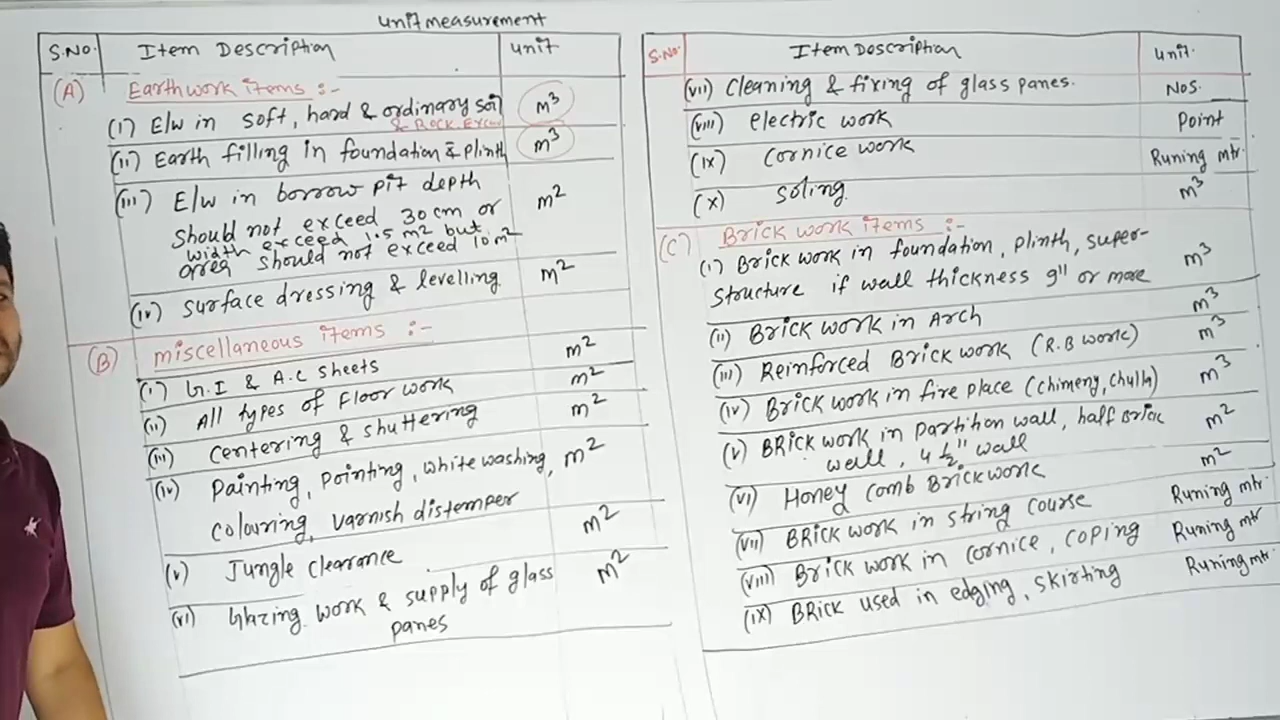 unit measurement
S.No. Item Description unit
(A) Earthwork items :-
(i) E/w in soft, hard & ordinary soil m³
& Rock
(ii) Earth filling in foundation & Plinth m³
(iii) E/w in borrow pit depth
should not exceed 30 cm or m²
width exceed 1.5 m2 but
area should not exceed 10 m²
(iv) surface dressing & levelling m²
(B) miscellaneous items :-
(i) G.I & A.C sheets m²
(ii) All types of Floor work m²
(iii) centering & shuttering m²
(iv) Painting, pointing, white washing, m²
colouring, varnish distemper
(v) Jungle clearance m²
(vi) Glazing work & supply of glass m²
panes
S.No. Item Description unit
(vii) Cleaning & fixing of glass panes. Nos.
(viii) electric work Point
(ix) Cornice work Runing mtr.
(x) Soling m³
(C) Brick work items :-
(i) Brick work in foundation, plinth, super-
structure if wall thickness 9" or more m³
(ii) Brick work in Arch m³
(iii) Reinforced Brick work (R.B work) m³
(iv) Brick work in fire place (chimeny, chulla) m³
(v) Brick work in Partition wall, half Brick m²
wall, 4 1/2" wall
(vi) Honey comb Brickwork m²
(vii) Brick work in string course Runing mtr.
(viii) Brick work in cornice, coping Runing mtr
(ix) Brick used in edging, skirting Runing mtr.